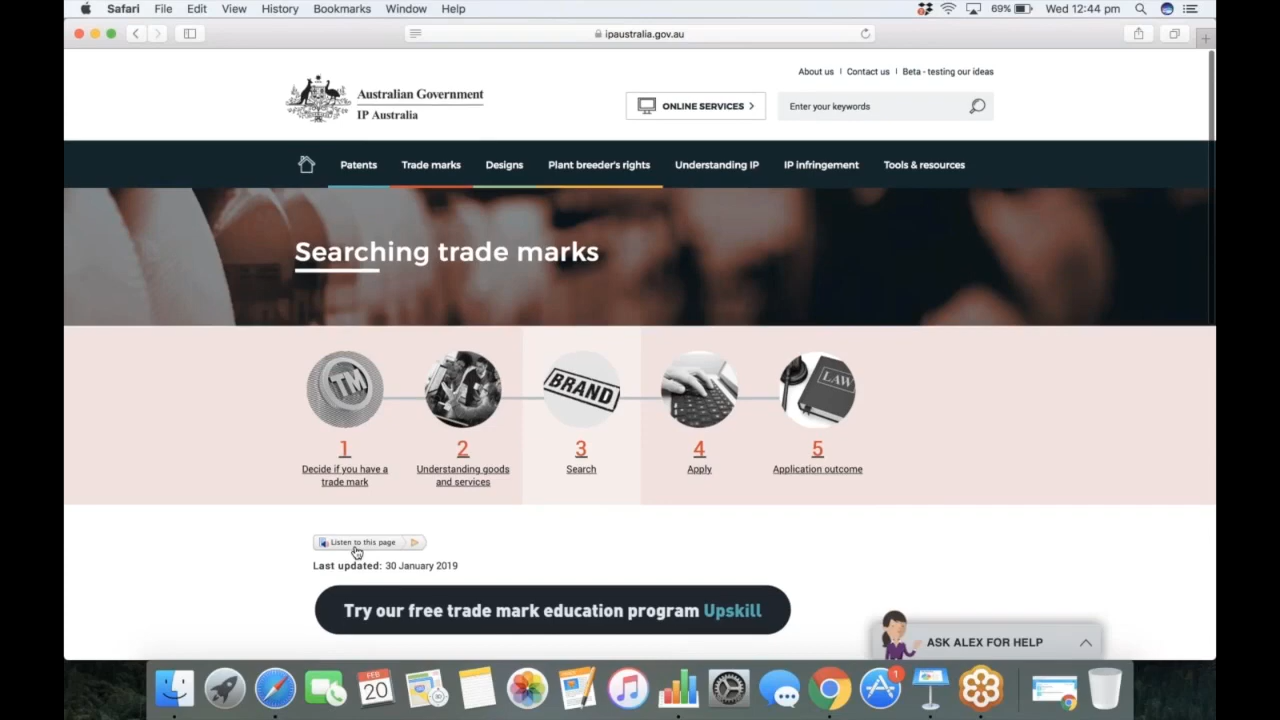 Safari File Edit View History Bookmarks Window Help 69% Wed 12:44 pm
ipaustralia.gov.au
About us | Contact us | Beta - testing our ideas
Australian Government
IP Australia
ONLINE SERVICES >
Enter your keywords
Patents Trade marks Designs Plant breeder's rights Understanding IP IP infringement Tools & resources
Searching trade marks
TM
BRAND
LAW
1 2 3 4 5
Decide if you have a trade mark
Understanding goods and services
Search
Apply
Application outcome
Listen to this page
Last updated: 30 January 2019
Try our free trade mark education program Upskill
ASK ALEX FOR HELP
FEB
20
1